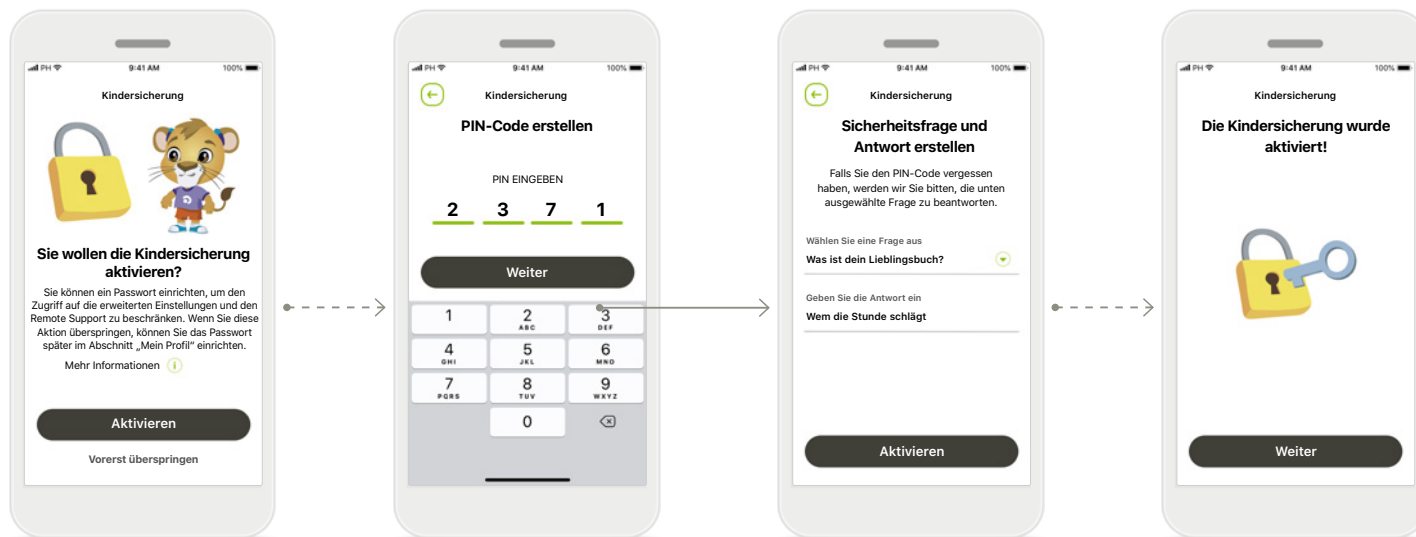 PH 9:41 AM 100%
Kindersicherung
Sie wollen die Kindersicherung
aktivieren?
Sie können ein Passwort einrichten, um den
Zugriff auf die erweiterten Einstellungen und den
Remote Support zu beschränken. Wenn Sie diese
Aktion überspringen, können Sie das Passwort
später im Abschnitt „Mein Profil“ einrichten.
Mehr Informationen i
Aktivieren
Vorerst überspringen
PH 9:41 AM 100%
Kindersicherung
PIN-Code erstellen
PIN EINGEBEN
2 3 7 1
Weiter
1 2 3
ABC DEF
4 5 6
GHI JKL MNO
7 8 9
PQRS TUV WXYZ
0
PH 9:41 AM 100%
Kindersicherung
Sicherheitsfrage und
Antwort erstellen
Falls Sie den PIN-Code vergessen
haben, werden wir Sie bitten, die unten
ausgewählte Frage zu beantworten.
Wählen Sie eine Frage aus
Was ist dein Lieblingsbuch?
Geben Sie die Antwort ein
Wem die Stunde schlägt
Aktivieren
PH 9:41 AM 100%
Kindersicherung
Die Kindersicherung wurde
aktiviert!
Weiter